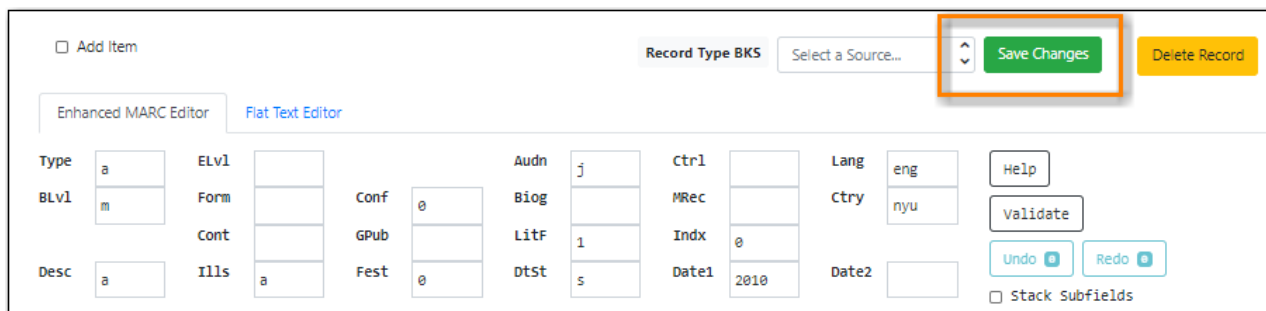 Add Item
Record Type BKS Select a Source... Save Changes Delete Record
Enhanced MARC Editor Flat Text Editor
Type a ELvl Audn j Ctrl Lang eng Help
BLvl m Form Conf 0 Biog MRec Ctry nyu Validate
Cont GPub LitF 1 Indx 0
Undo 0 Redo 0
Desc a Ills a Fest 0 DtSt s Date1 2010 Date2
Stack Subfields